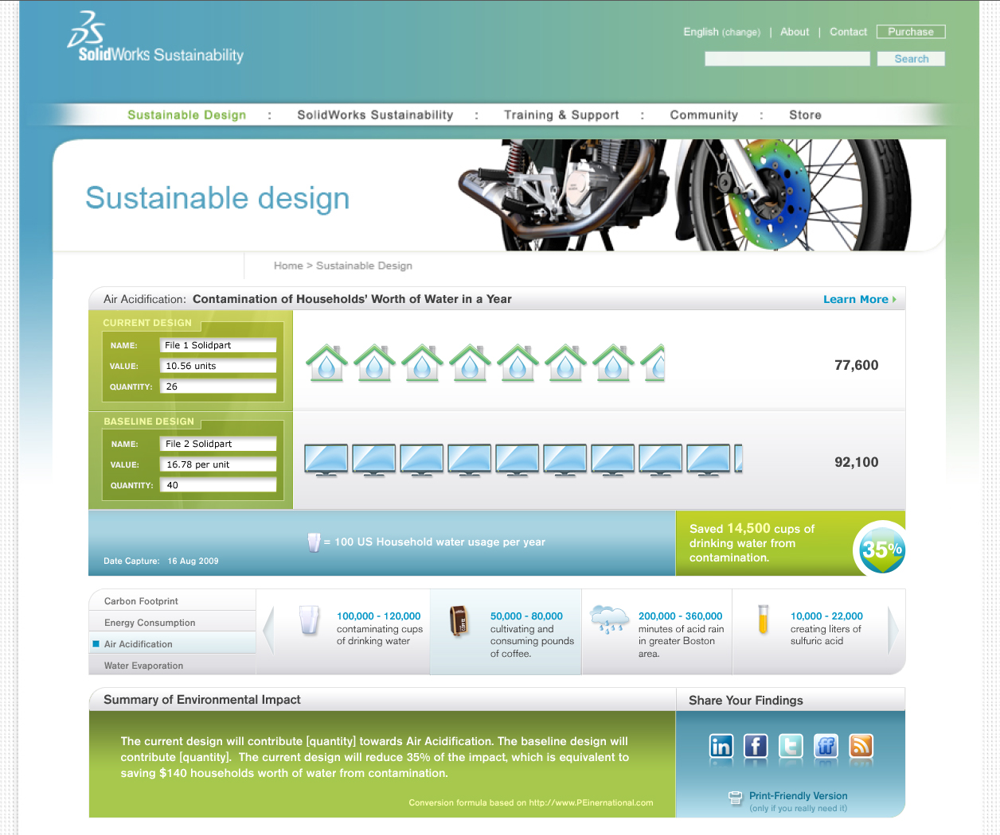 English (change) | About | Contact Purchase
DS
SolidWorks Sustainability
Search
Sustainable Design : SolidWorks Sustainability : Training & Support : Community : Store
Sustainable design
Home > Sustainable Design
Air Acidification: Contamination of Households' Worth of Water in a Year
Learn More
CURRENT DESIGN
NAME: File 1 Solidpart
VALUE: 10.56 units
QUANTITY: 26
77,600
BASELINE DESIGN
NAME: File 2 Solidpart
VALUE: 16.78 per unit
QUANTITY: 40
92,100
= 100 US Household water usage per year
Date Capture: 16 Aug 2009
Saved 14,500 cups of
drinking water from
contamination.
35%
Carbon Footprint
Energy Consumption
Air Acidification
Water Evaporation
100,000 - 120,000
contaminating cups
of drinking water
50,000 - 80,000
cultivating and
consuming pounds
of coffee.
200,000 - 360,000
minutes of acid rain
in greater Boston
area.
10,000 - 22,000
creating liters of
sulfuric acid
Summary of Environmental Impact
The current design will contribute [quantity] towards Air Acidification. The baseline design will
contribute [quantity]. The current design will reduce 35% of the impact, which is equivalent to
saving $140 households worth of water from contamination.
Conversion formula based on http://www.PEinernational.com
Share Your Findings
in f t ff
Print-Friendly Version
(only if you really need it)